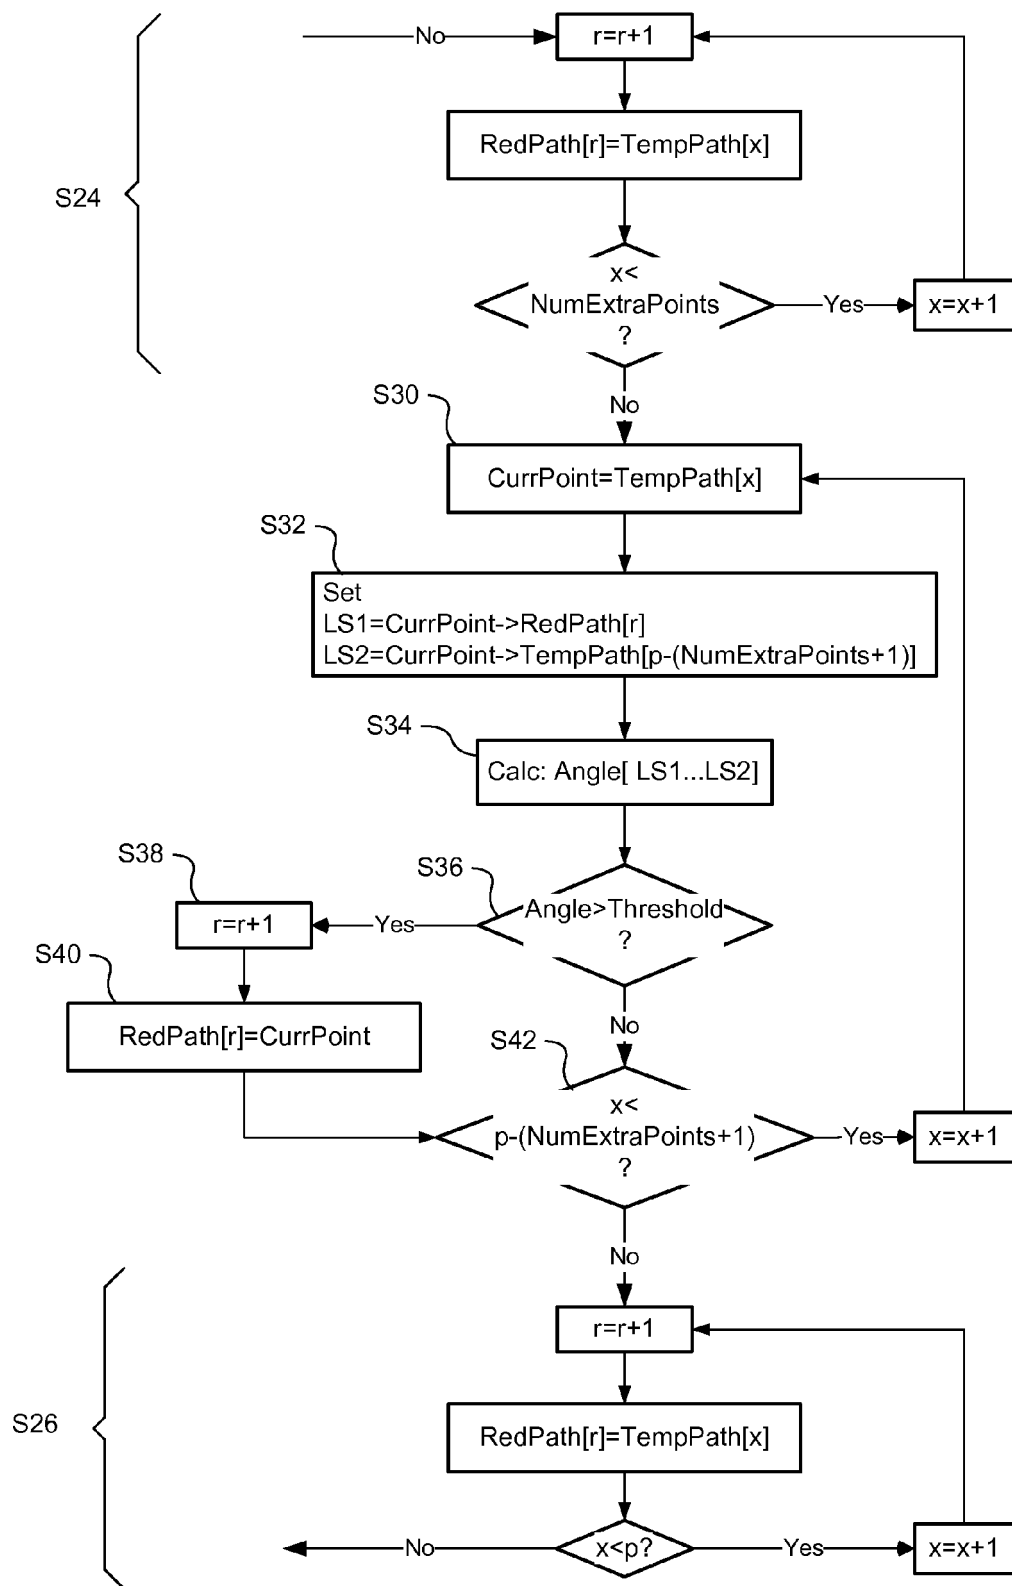 No
r=r+1
RedPath[r]=TempPath[x]
S24
x<
NumExtraPoints
?
Yes
x=x+1
No
S30
CurrPoint=TempPath[x]
S32
Set
LS1=CurrPoint->RedPath[r]
LS2=CurrPoint->TempPath[p-(NumExtraPoints+1)]
S34
Calc: Angle[ LS1...LS2]
S36
Angle>Threshold
?
Yes
S38
r=r+1
S40
RedPath[r]=CurrPoint
No
S42
x<
p-(NumExtraPoints+1)
?
Yes
x=x+1
No
S26
r=r+1
RedPath[r]=TempPath[x]
x<p?
No
Yes
x=x+1